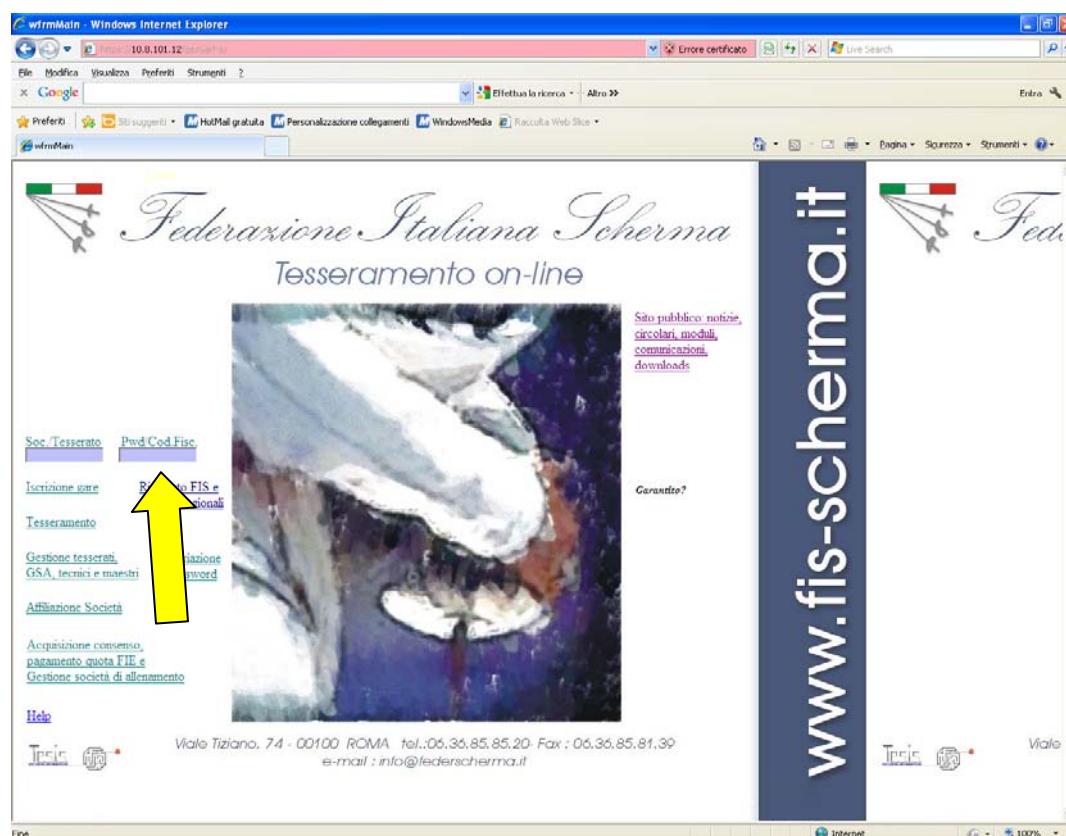 wfrmMain - Windows Internet Explorer
10.8.101.12
Errore certificato
Live Search
File Modifica Visualizza Preferiti Strumenti ?
x Google
Effettua la ricerca
Altro >>
Entra
Preferiti
Siti suggeriti
HotMail gratuita
Personalizzazione collegamenti
WindowsMedia
Raccolta Web Slice
wfrmMain
Pagina
Sicurezza
Strumenti
Federazione Italiana Scherma
Tesseramento on-line
Sito pubblico: notizie,
circolari, moduli,
comunicazioni,
downloads
Soc./Tesserato
Pwd/Cod.Fisc.
Iscrizione gare
FIS e
Tesseramento
Gestione tesserati,
GSA, tecnici e maestri
Affiliazione Società
Acquisizione consenso,
pagamento quota FIE e
Gestione società di allenamento
Help
Garantito?
Tesis
Viale Tiziano, 74 - 00100 ROMA tel.:06.36.85.85.20- Fax : 06.36.85.81.39
e-mail : info@federscherma.it
www.fis-scherma.it
Fede
Tesis
Viale
Fine
Internet
100%